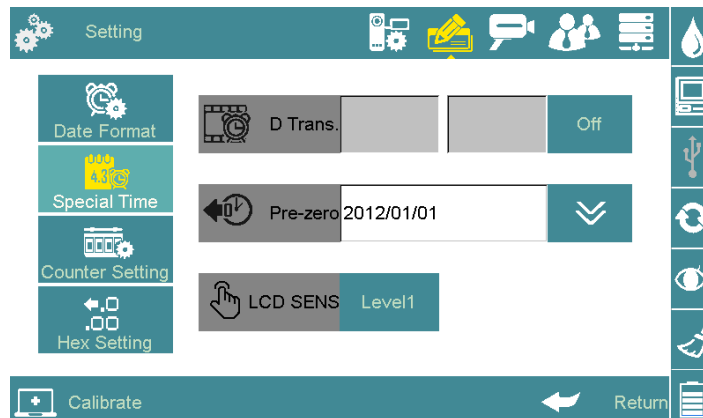 Setting
Date Format
4.3
Special Time
Counter Setting
.00
Hex Setting
D Trans.
Off
Pre-zero
2012/01/01
LCD SENS
Level1
Calibrate
Return